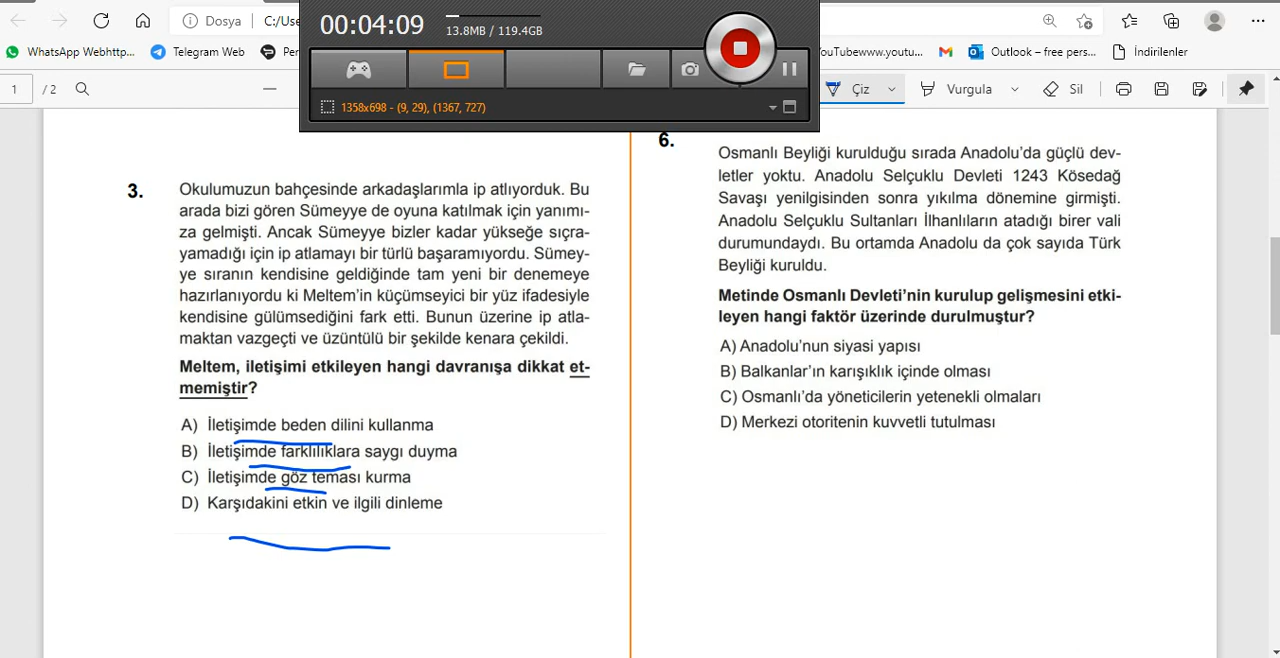 00:04:09
13.8MB / 119.4GB
1358x698 - (9, 29), (1367, 727)
Dosya
C:/Use
WhatsApp Webhttp...
Telegram Web
Per
YouTubewww.youtu...
Outlook – free pers...
İndirilenler
1
/ 2
Çiz
Vurgula
Sil
3.
Okulumuzun bahçesinde arkadaşlarımla ip atlıyorduk. Bu
arada bizi gören Sümeyye de oyuna katılmak için yanımı-
za gelmişti. Ancak Sümeyye bizler kadar yükseğe sıçra-
yamadığı için ip atlamayı bir türlü başaramıyordu. Sümey-
ye sıranın kendisine geldiğinde tam yeni bir denemeye
hazırlanıyordu ki Meltem'in küçümseyici bir yüz ifadesiyle
kendisine gülümsediğini fark etti. Bunun üzerine ip atla-
maktan vazgeçti ve üzüntülü bir şekilde kenara çekildi.
Meltem, iletişimi etkileyen hangi davranışa dikkat et-
memiştir?
A) İletişimde beden dilini kullanma
B) İletişimde farklılıklara saygı duyma
C) İletişimde göz teması kurma
D) Karşıdakini etkin ve ilgili dinleme
6.
Osmanlı Beyliği kurulduğu sırada Anadolu'da güçlü dev-
letler yoktu. Anadolu Selçuklu Devleti 1243 Kösedağ
Savaşı yenilgisinden sonra yıkılma dönemine girmişti.
Anadolu Selçuklu Sultanları İlhanlıların atadığı birer vali
durumundaydı. Bu ortamda Anadolu da çok sayıda Türk
Beyliği kuruldu.
Metinde Osmanlı Devleti'nin kurulup gelişmesini etki-
leyen hangi faktör üzerinde durulmuştur?
A) Anadolu'nun siyasi yapısı
B) Balkanlar'ın karışıklık içinde olması
C) Osmanlı'da yöneticilerin yetenekli olmaları
D) Merkezi otoritenin kuvvetli tutulması